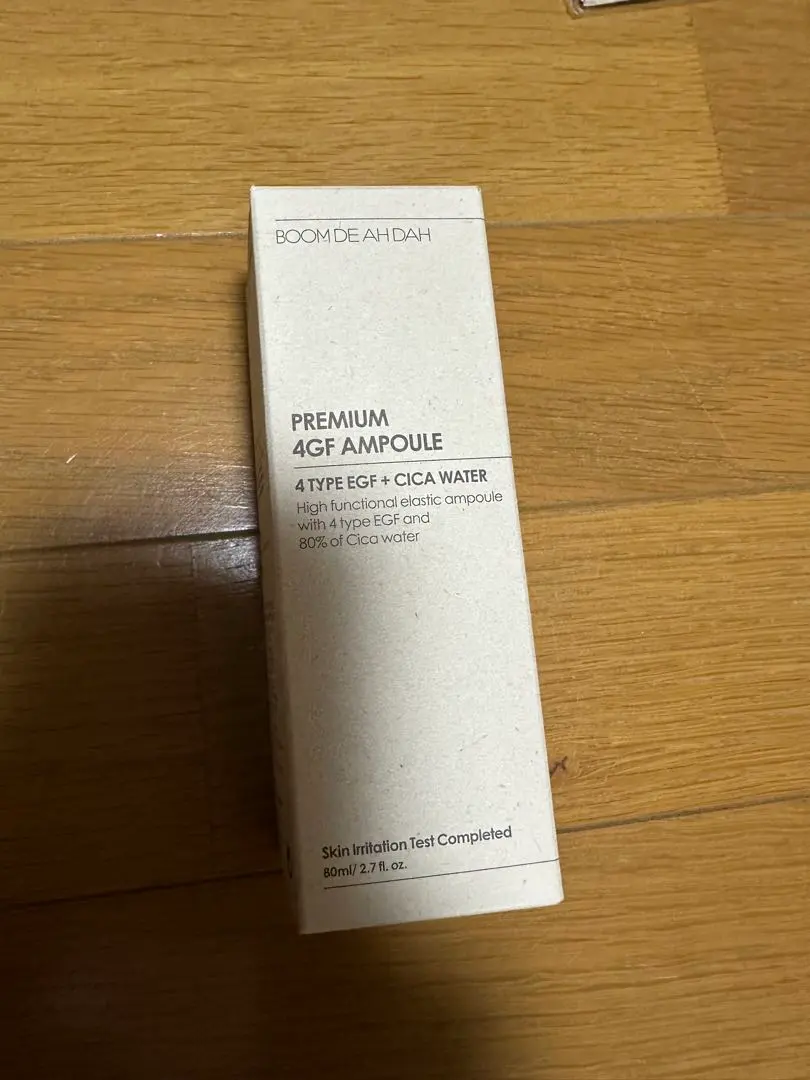 BOOM DE AH DAH
PREMIUM
4GF AMPOULE
4 TYPE EGF + CICA WATER
High functional elastic ampoule
with 4 type EGF and
80% of Cica water
Skin Irritation Test Completed
80ml/ 2.7 fl. oz.